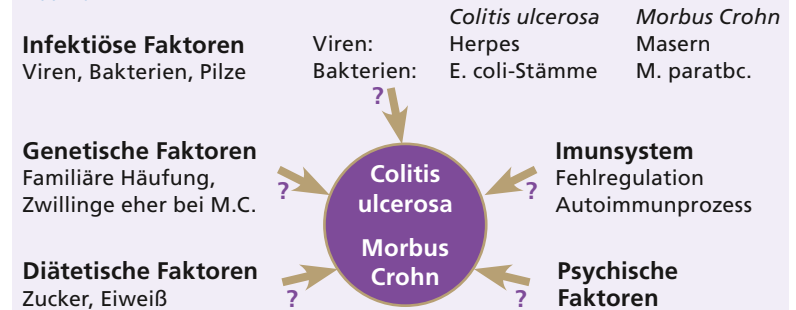 Colitis ulcerosa Morbus Crohn
Infektiöse Faktoren Viren: Herpes Masern
Viren, Bakterien, Pilze Bakterien: E. coli-Stämme M. paratbc.
?
Genetische Faktoren
Familiäre Häufung,
Zwillinge eher bei M.C.
?
Colitis
ulcerosa
Morbus
Crohn
Imunsystem
Fehlregulation
Autoimmunprozess
?
Diätetische Faktoren
Zucker, Eiweiß
?
Psychische
Faktoren
?